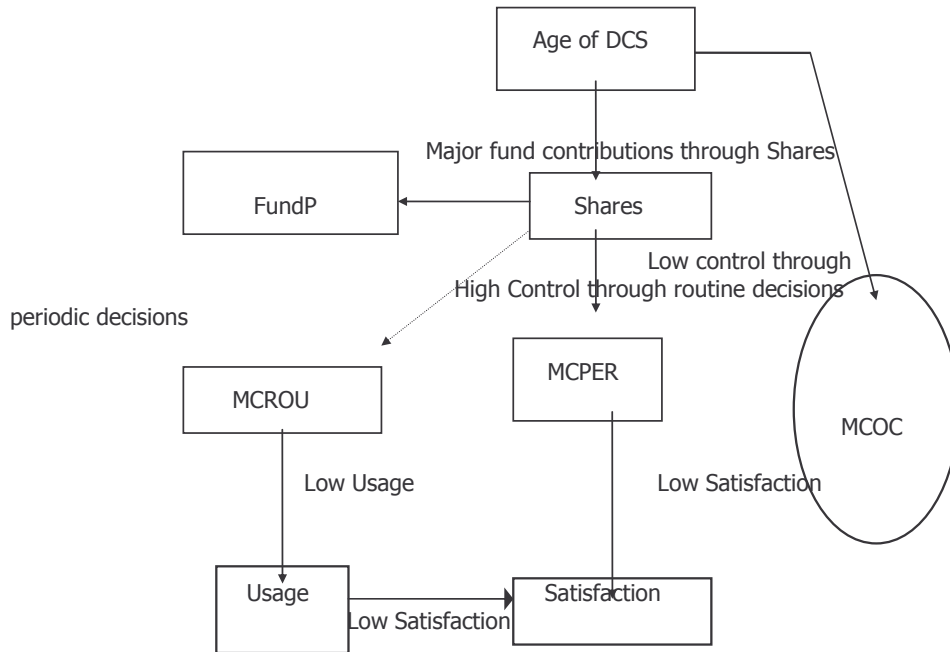 Age of DCS
Major fund contributions through Shares
FundP
Shares
Low control through
High Control through routine decisions
periodic decisions
MCPER
MCROU
MCOC
Low Usage
Low Satisfaction
Usage
Satisfaction
Low Satisfaction